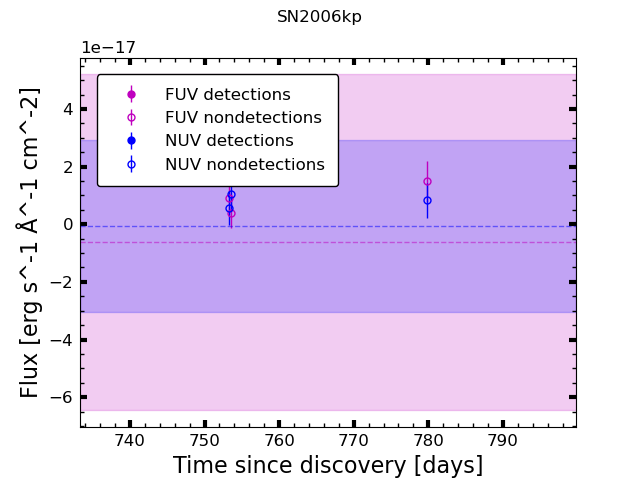 SN2006kp
1e−17
FUV detections
FUV nondetections
NUV detections
NUV nondetections
4
2
0
−2
−4
−6
Flux [erg s^-1 Å^-1 cm^-2]
740 750 760 770 780 790
Time since discovery [days]